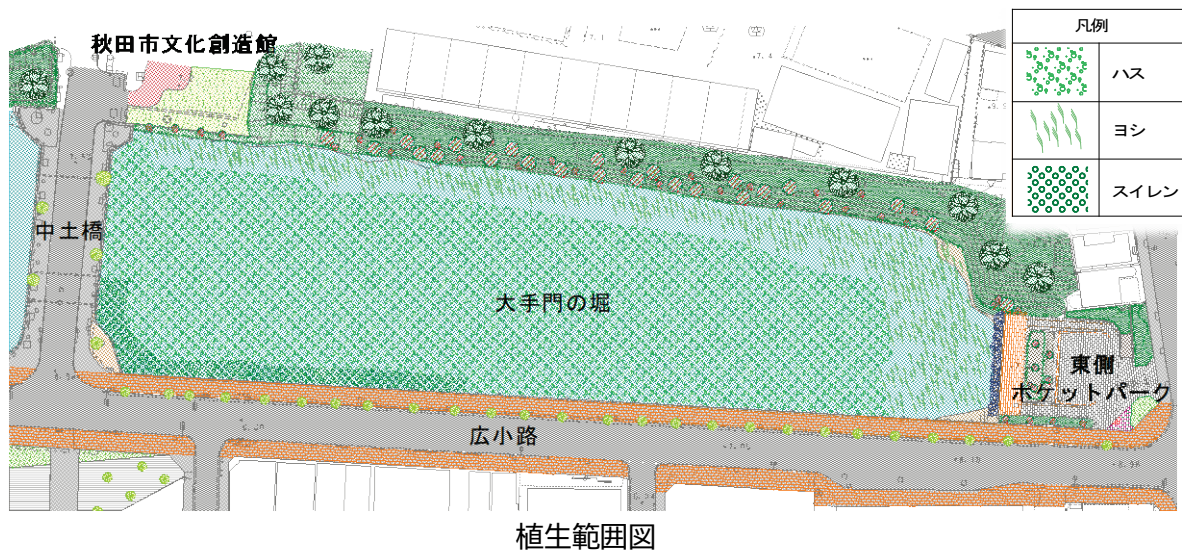 秋田市文化創造館
凡例
ハス
ヨシ
スイレン
中土橋
大手門の堀
東側
ポケットパーク
広小路
植生範囲図